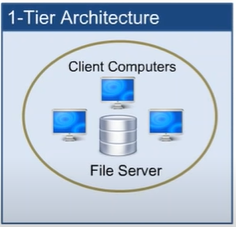 1-Tier Architecture
Client Computers
File Server